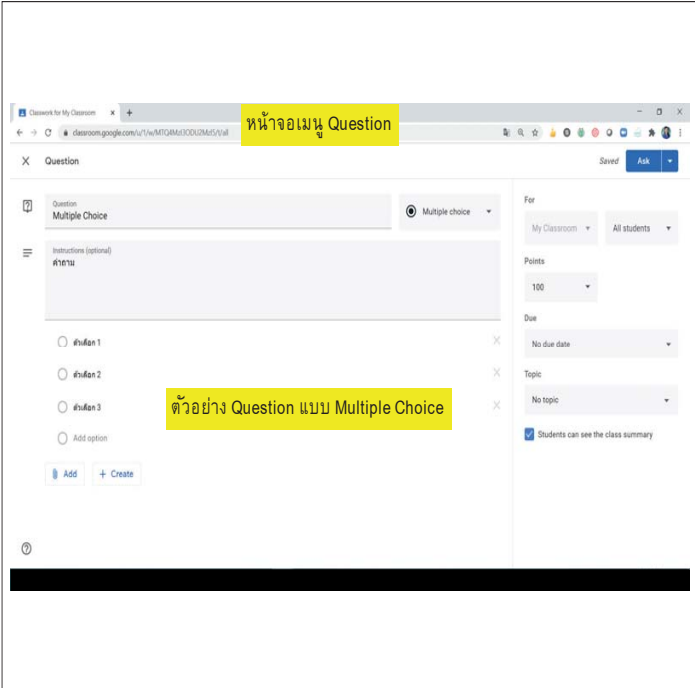 Classwork for My Classroom
หน้าจอเมนู Question
Question
Saved
Ask
Question
Multiple Choice
Multiple choice
Instructions (optional)
คำถาม
ตัวเลือก 1
ตัวเลือก 2
ตัวเลือก 3
ตัวอย่าง Question แบบ Multiple Choice
Add option
Add
+ Create
For
My Classroom
All students
Points
100
Due
No due date
Topic
No topic
Students can see the class summary